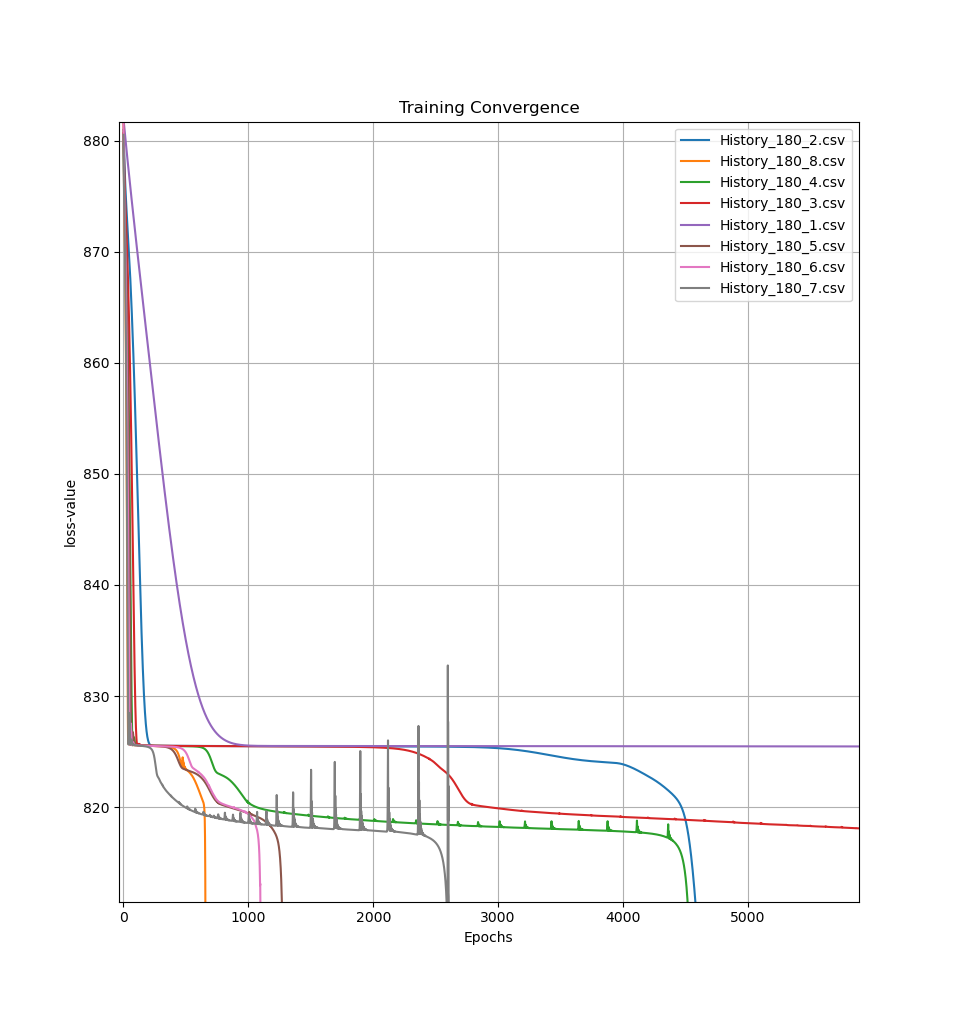 Training Convergence
880
870
860
850
840
830
820
loss-value
History_180_2.csv
History_180_8.csv
History_180_4.csv
History_180_3.csv
History_180_1.csv
History_180_5.csv
History_180_6.csv
History_180_7.csv
0 1000 2000 3000 4000 5000
Epochs